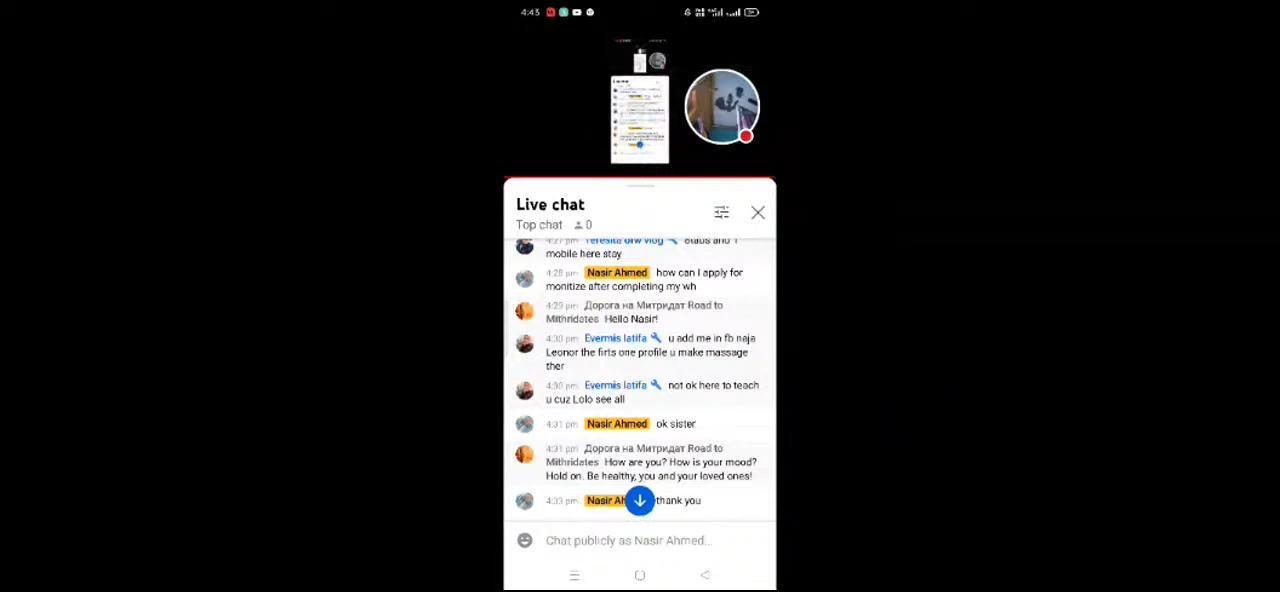 4:43
Live chat
Top chat 0
4:27 pm Teresita ofw vlog 8tabs and 1
mobile here stay
4:28 pm Nasir Ahmed how can I apply for
monitize after completing my wh
4:29 pm Дорога на Митридат Road to
Mithridates Hello Nasir!
4:30 pm Evermis latifa u add me in fb naja
Leonor the firts one profile u make massage
ther
4:30 pm Evermis latifa not ok here to teach
u cuz Lolo see all
4:31 pm Nasir Ahmed ok sister
4:31 pm Дорога на Митридат Road to
Mithridates How are you? How is your mood?
Hold on. Be healthy, you and your loved ones!
4:33 pm Nasir Ah thank you
Chat publicly as Nasir Ahmed...